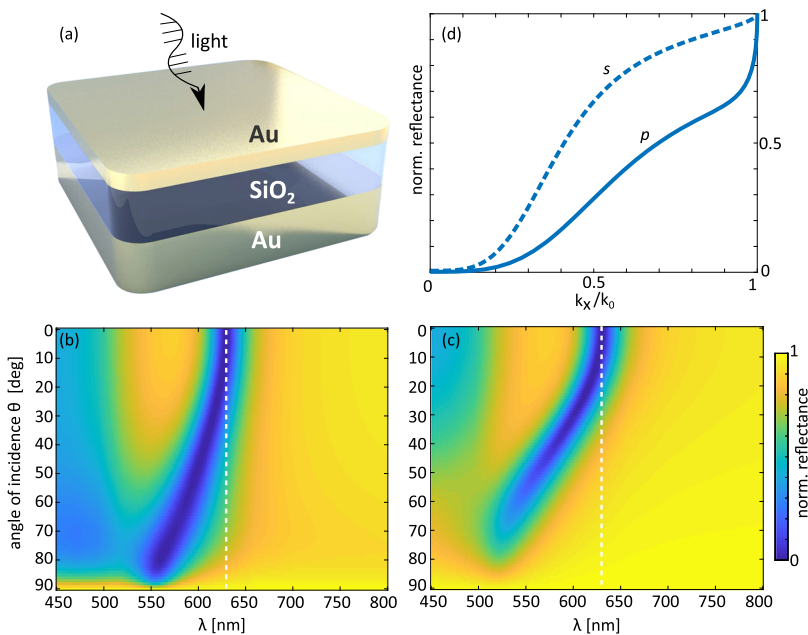 (a)
light
Au
SiO₂
Au
(d)
norm. reflectance
s
p
1
0.5
0
0
0.5
1
kₓ/k₀
(b)
angle of incidence θ [deg]
0
10
20
30
40
50
60
70
80
90
450
500
550
600
650
700
750
800
λ [nm]
(c)
0
10
20
30
40
50
60
70
80
90
450
500
550
600
650
700
750
800
λ [nm]
1
0
norm. reflectance